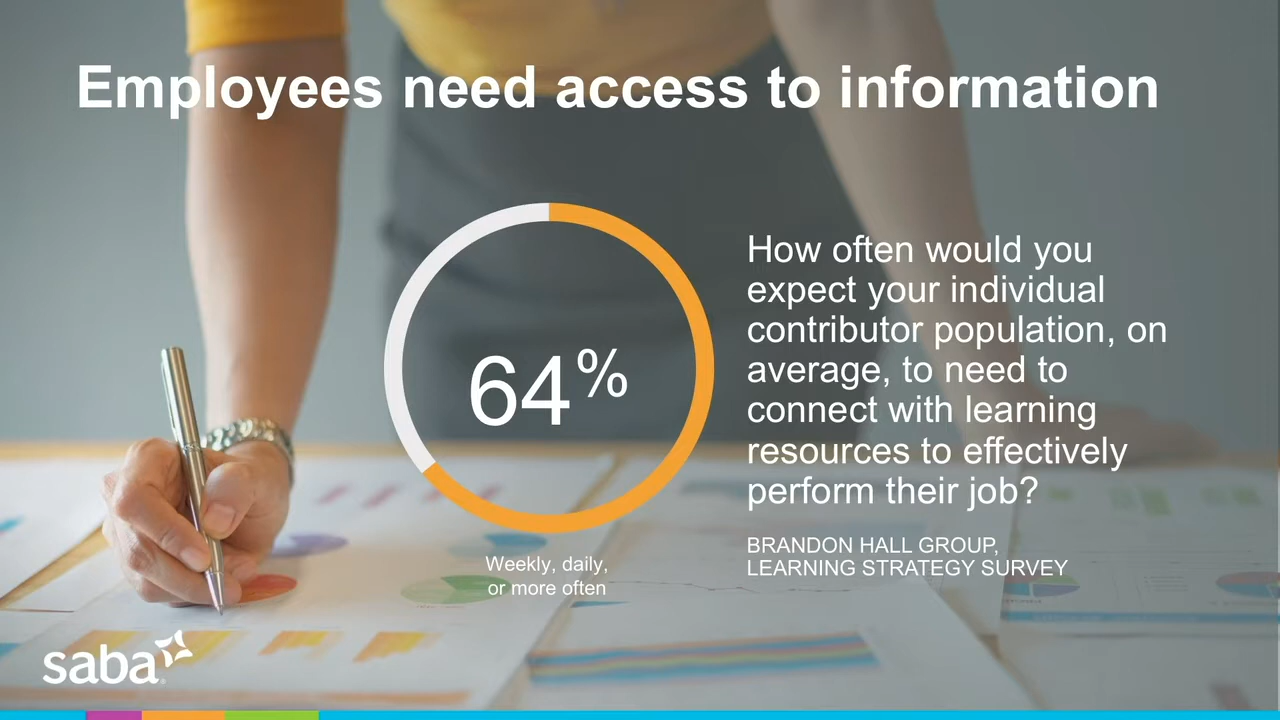 Employees need access to information
64%
Weekly, daily,
or more often
How often would you
expect your individual
contributor population, on
average, to need to
connect with learning
resources to effectively
perform their job?
BRANDON HALL GROUP,
LEARNING STRATEGY SURVEY
saba